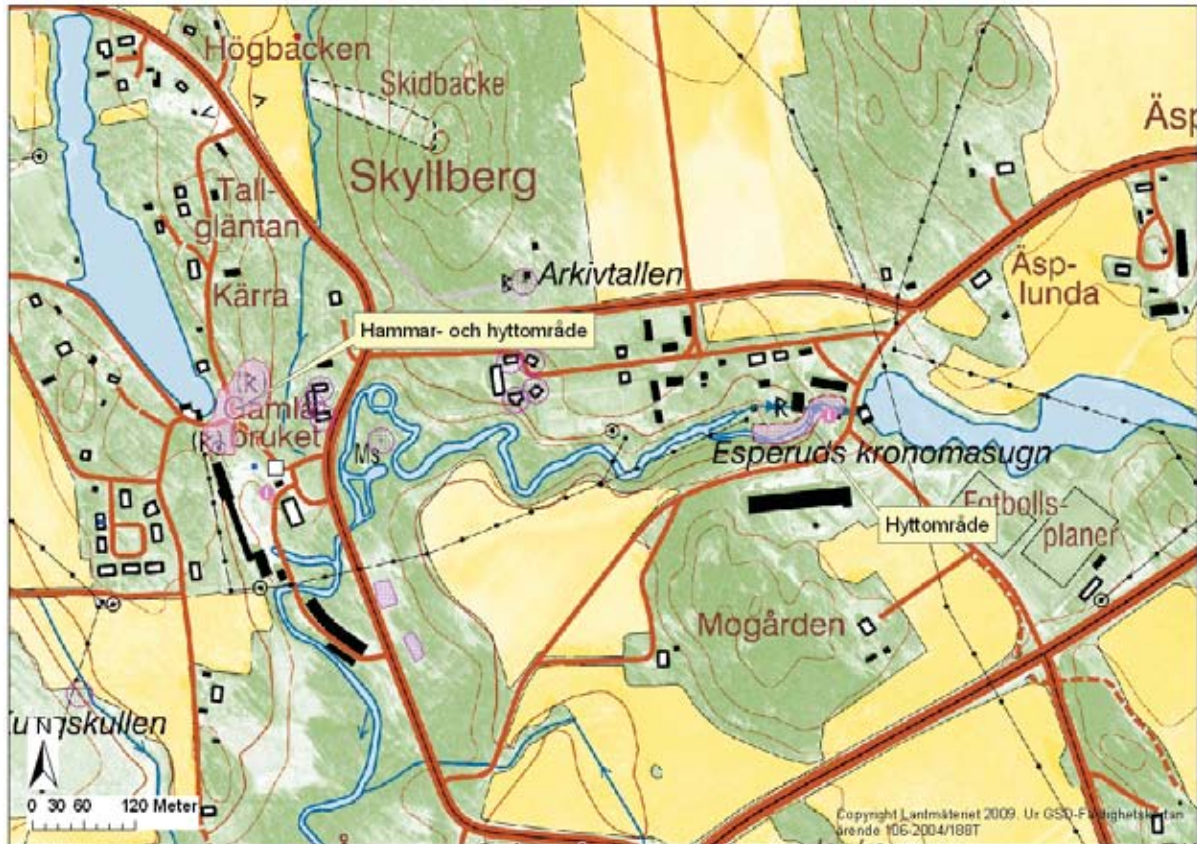 Högbacken
Skidbacke
Äsp
Skyllberg
Tall-
gläntan
Arkivtallen
Äsp-
lunda
Kärra
Hammar- och hyttområde
R
Gamla
bruket
(R)
Ms
R
Esperuds kronomasugn
Hyttområde
Fotbolls-
planer
Mogården
N
0 30 60 120 Meter
Copyright Lantmäteriet 2009. Ur GSD-Fastighetskartan
ärende 106-2004/188T